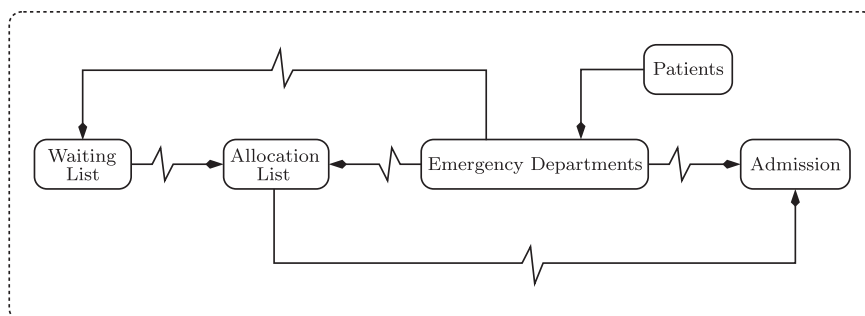 Patients
Waiting
List
Allocation
List
Emergency Departments
Admission